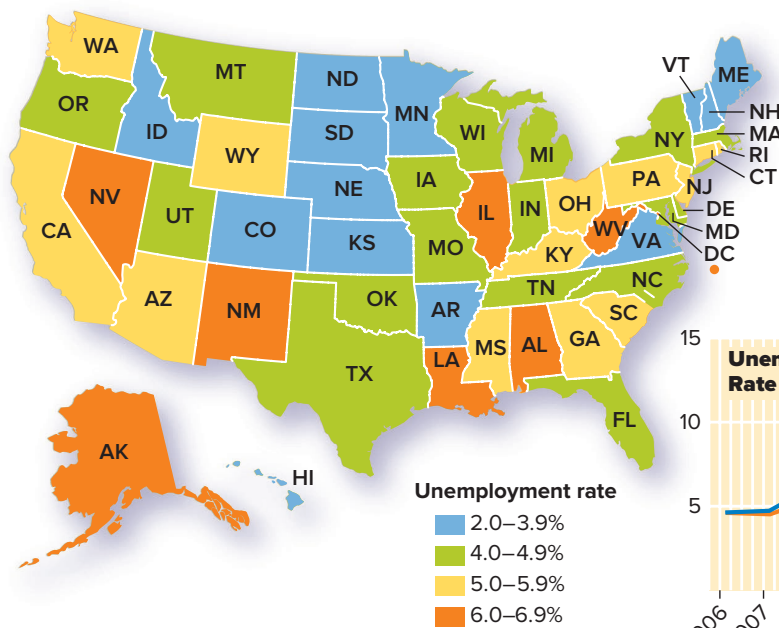 WA
MT
ND
MN
VT
ME
OR
ID
SD
WI
NY
NH
MA
MI
RI
CT
WY
NE
IA
PA
NJ
NV
IL
IN
OH
DE
UT
CO
WV
MD
CA
KS
MO
KY
VA
DC
AZ
NM
OK
AR
TN
NC
SC
TX
LA
MS
AL
GA
FL
AK
HI
Unemployment rate
2.0–3.9%
4.0–4.9%
5.0–5.9%
6.0–6.9%
15
Rate
10
5